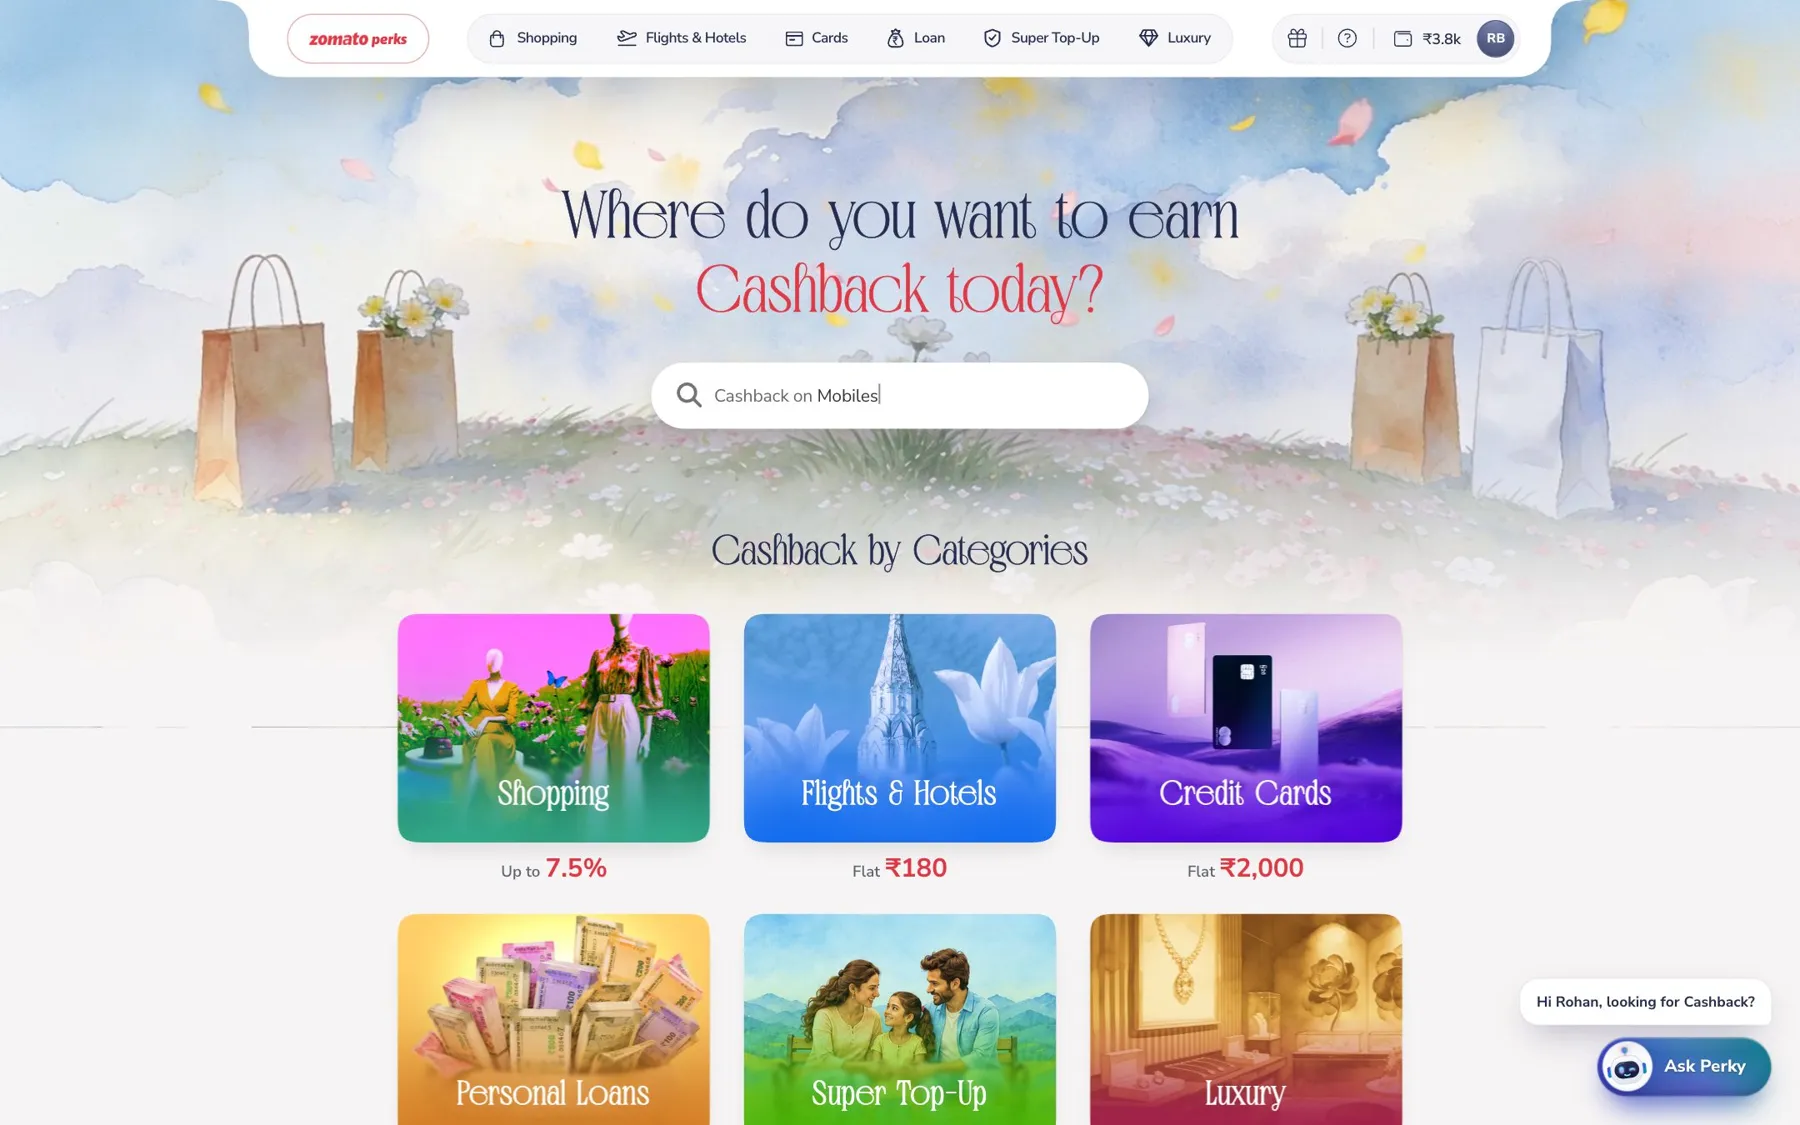 zomato perks
Shopping
Flights & Hotels
Cards
Loan
Super Top-Up
Luxury
₹3.8k
RB
Where do you want to earn
Cashback today?
Cashback on Mobiles
Cashback by Categories
Shopping
Up to 7.5%
Flights & Hotels
Flat ₹180
Credit Cards
Flat ₹2,000
Personal Loans
Super Top-Up
Luxury
Hi Rohan, looking for Cashback?
Ask Perky